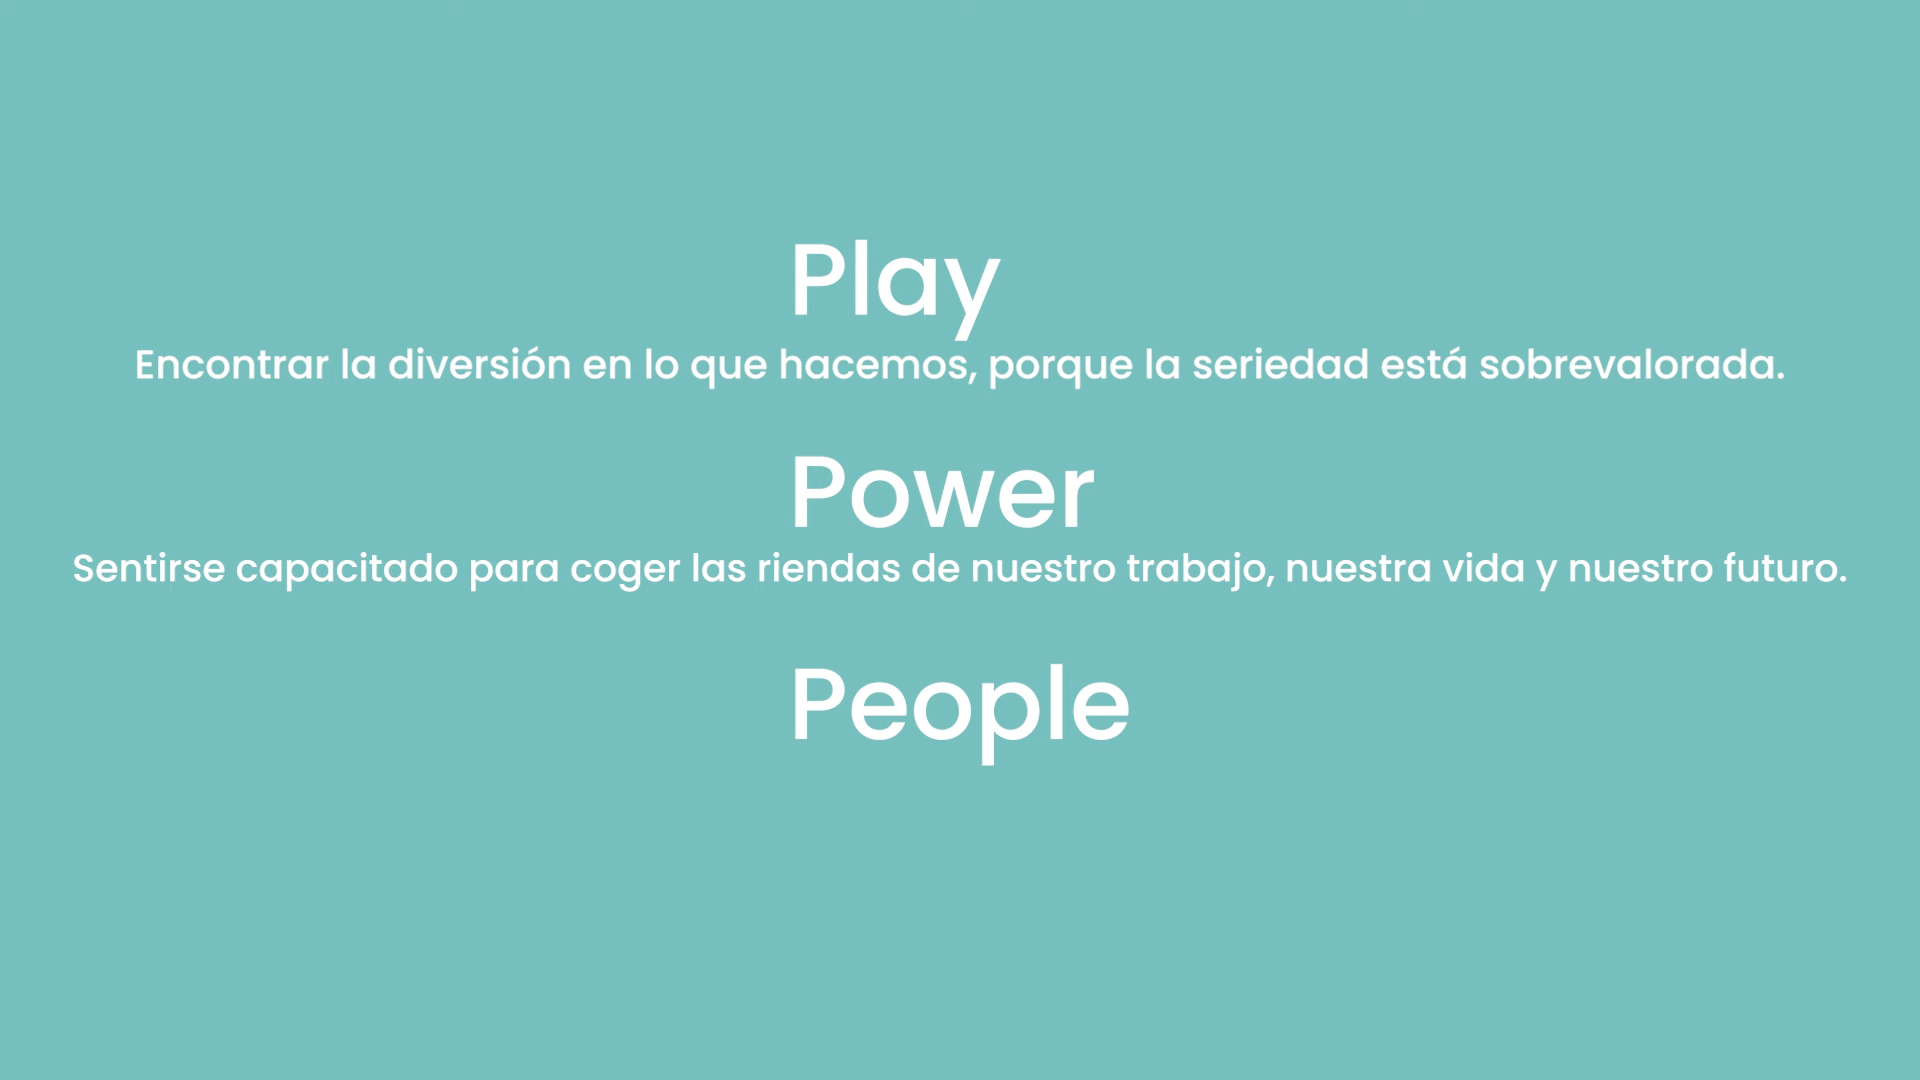 Play
Encontrar la diversión en lo que hacemos, porque la seriedad está sobrevalorada.
Power
Sentirse capacitado para coger las riendas de nuestro trabajo, nuestra vida y nuestro futuro.
People